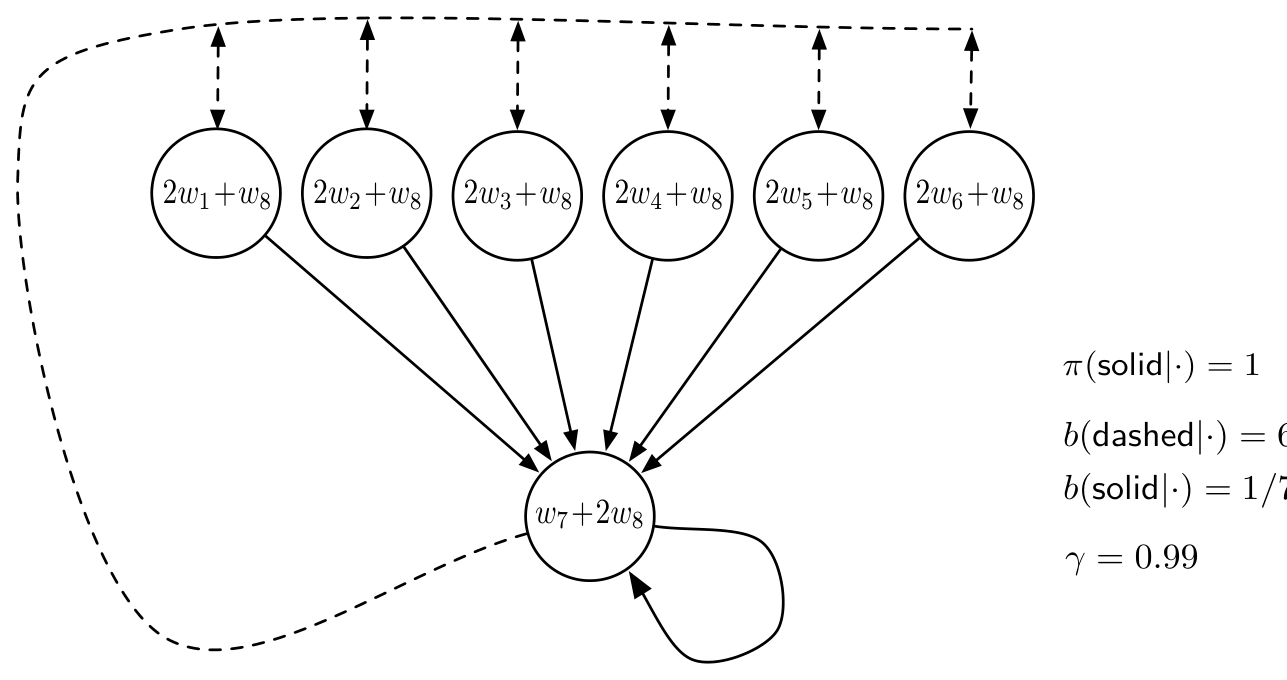 2w₁+w₈ 2w₂+w₈ 2w₃+w₈ 2w₄+w₈ 2w₅+w₈ 2w₆+w₈
π(solid|·) = 1
b(dashed|·) = 6
b(solid|·) = 1/7
w₇+2w₈
γ = 0.99